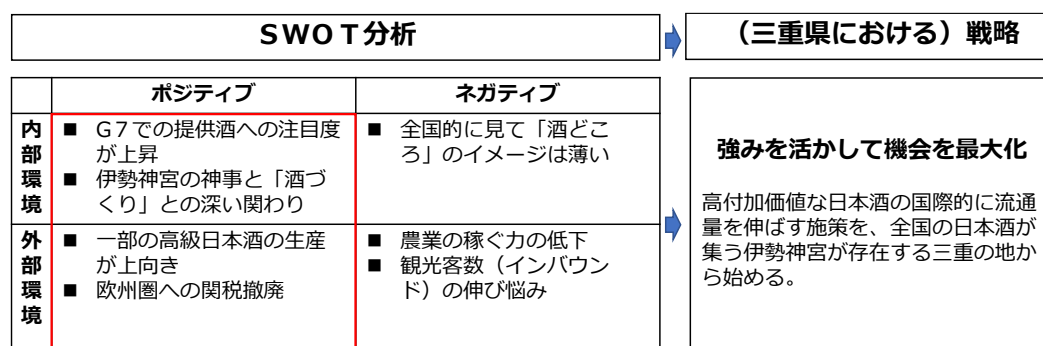 SWOT分析
(三重県における)戦略
ポジティブ
ネガティブ
内部環境
■ G7での提供酒への注目度
が上昇
■ 伊勢神宮の神事と「酒づ
くり」との深い関わり
■ 全国的に見て「酒どこ
ろ」のイメージは薄い
外部環境
■ 一部の高級日本酒の生産
が上向き
■ 欧州圏への関税撤廃
■ 農業の稼ぐ力の低下
■ 観光客数(インバウン
ド)の伸び悩み
強みを活かして機会を最大化
高付加価値な日本酒の国際的に流通
量を伸ばす施策を、全国の日本酒が
集う伊勢神宮が存在する三重の地か
ら始める。